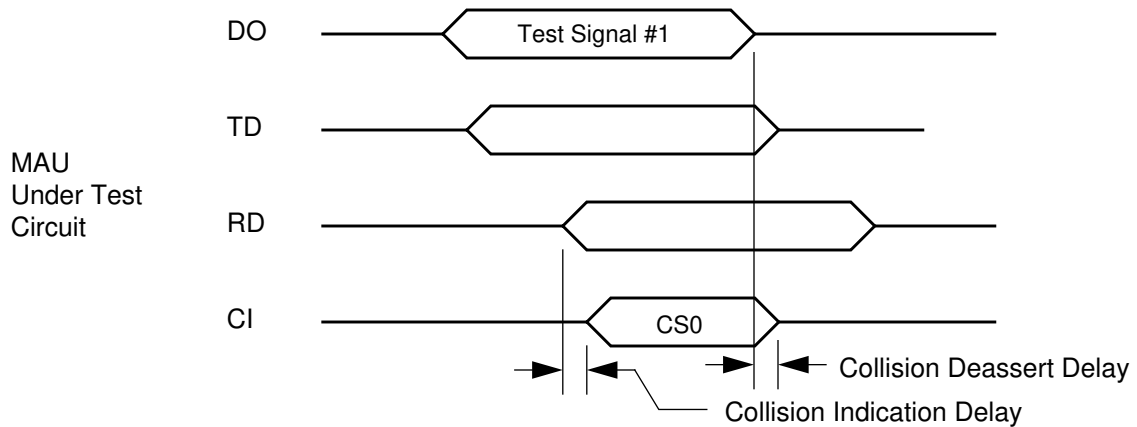 DO
Test Signal #1
TD
MAU
Under Test
Circuit
RD
CI
CS0
Collision Deassert Delay
Collision Indication Delay